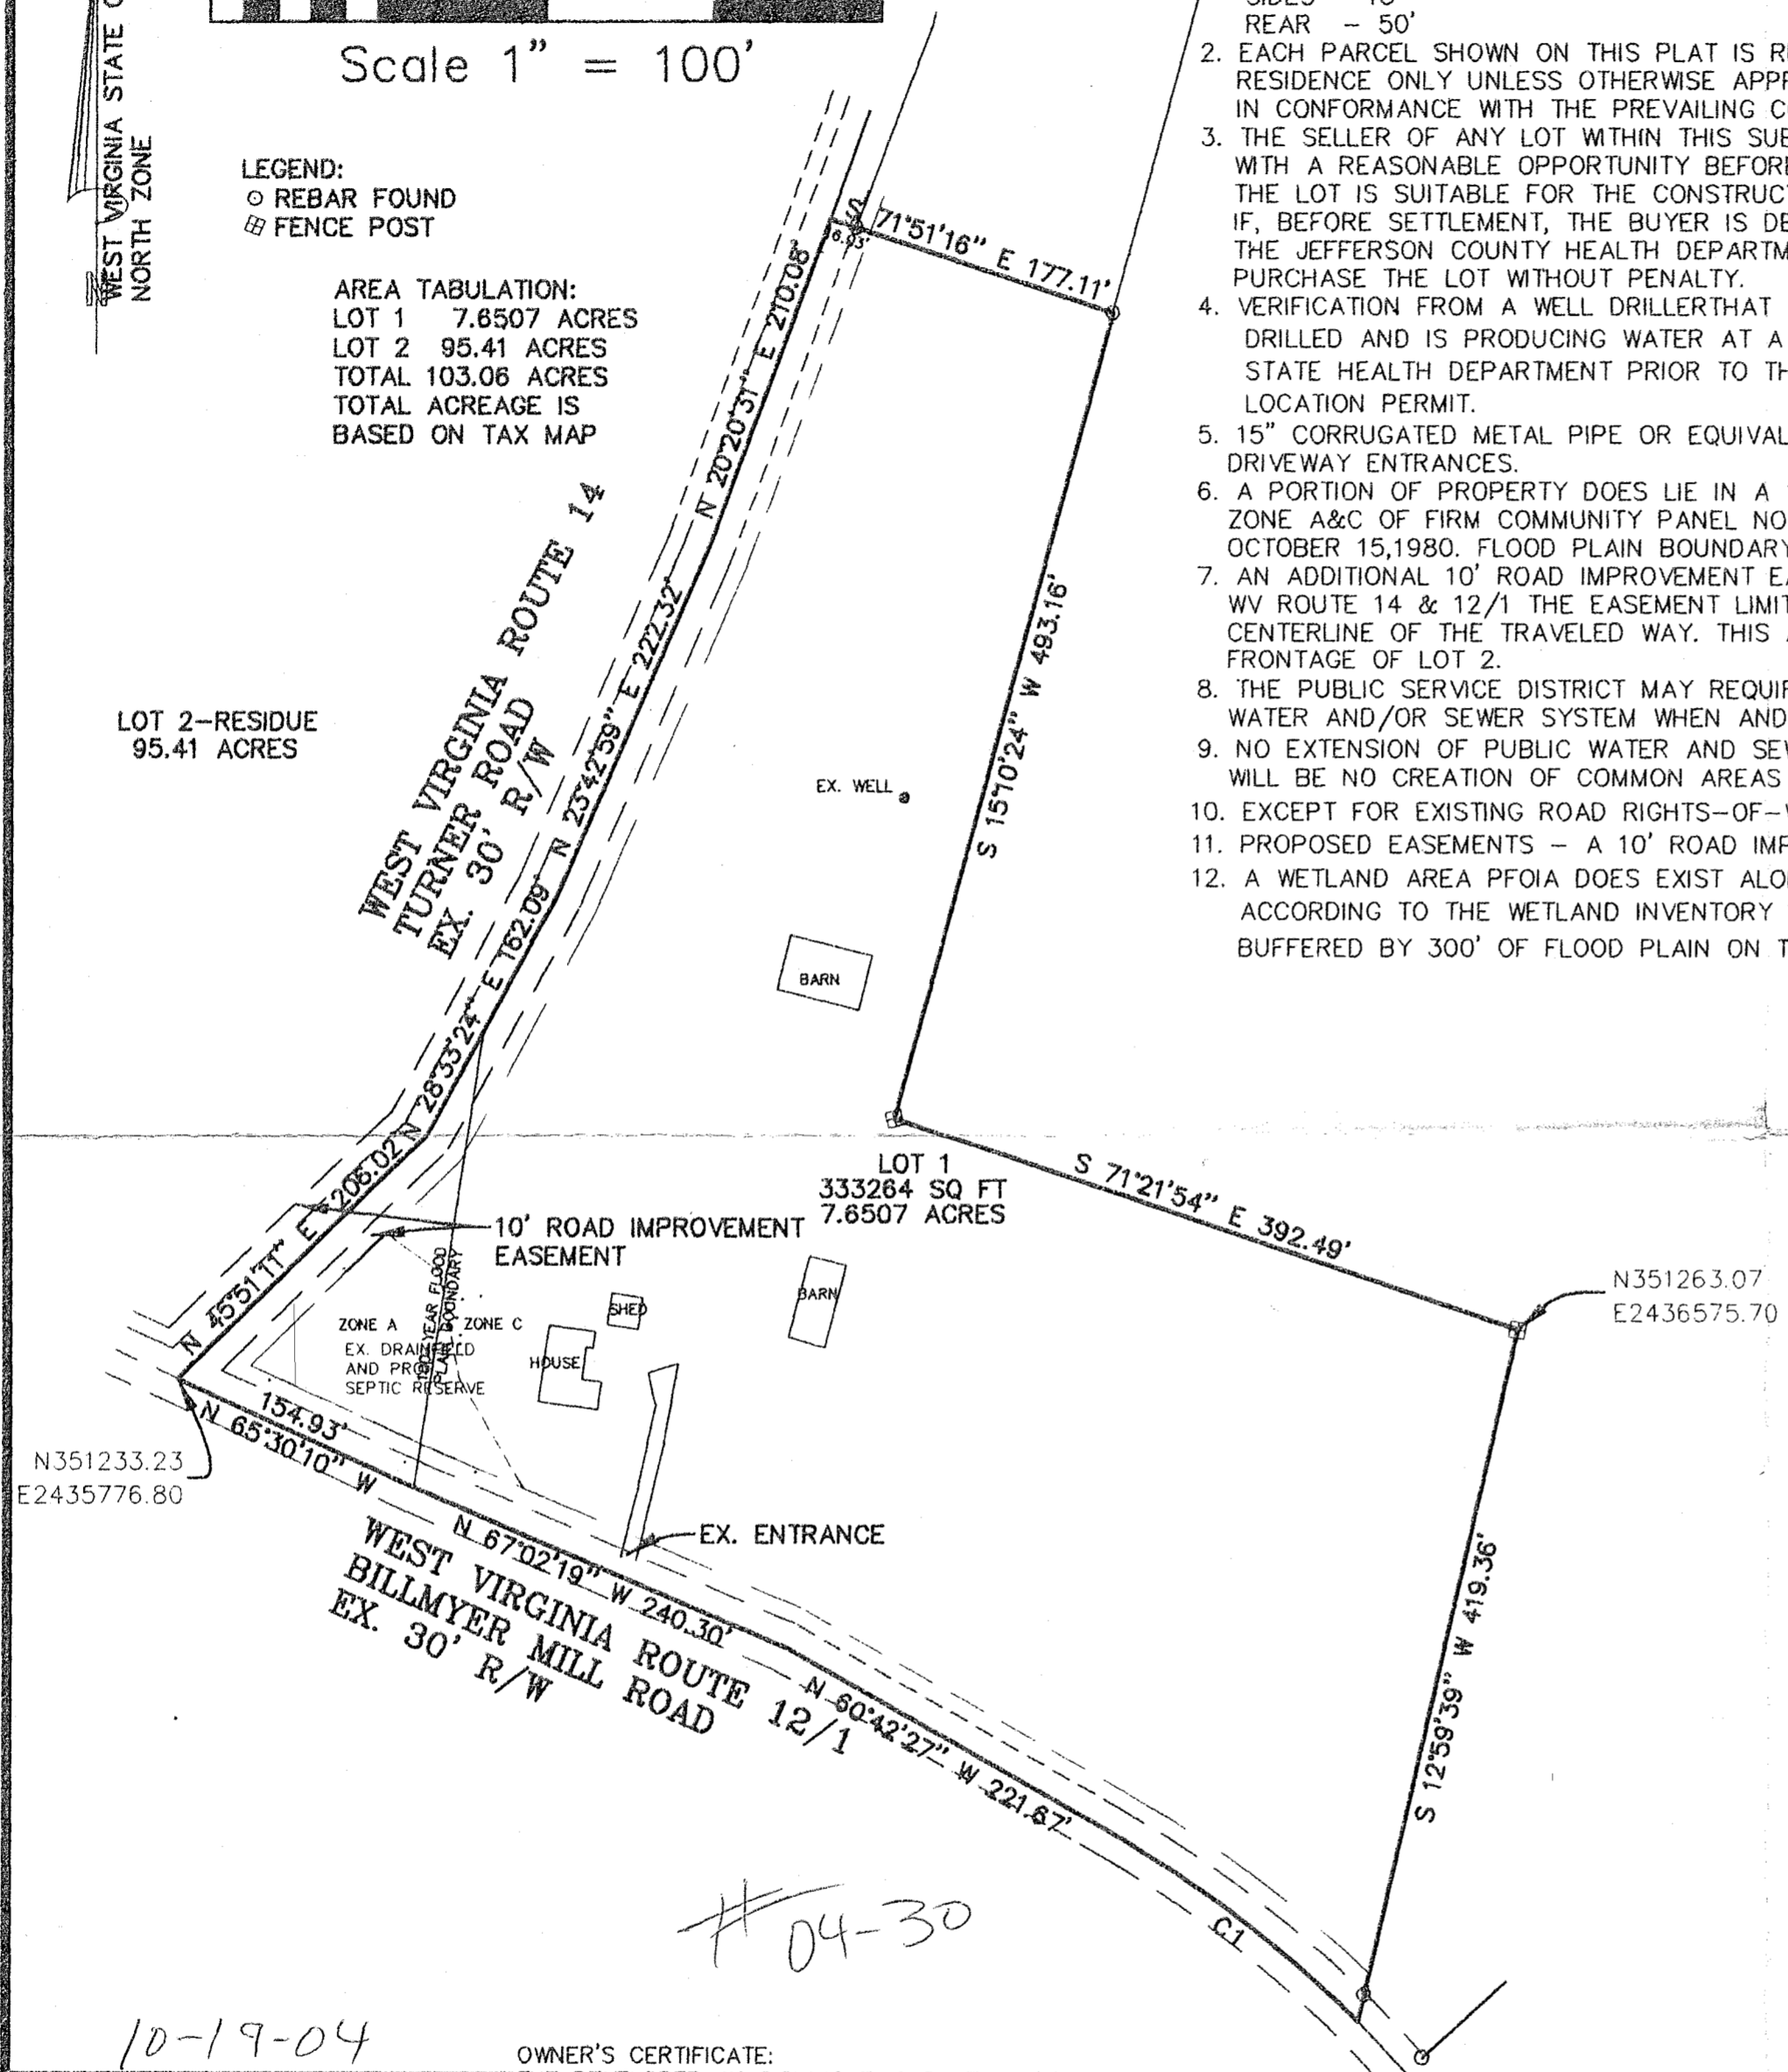 WEST VIRGINIA STATE
NORTH ZONE
Scale 1" = 100'
LEGEND:
REBAR FOUND
FENCE POST
AREA TABULATION:
LOT 1 7.6507 ACRES
LOT 2 95.41 ACRES
TOTAL 103.06 ACRES
TOTAL ACREAGE IS
BASED ON TAX MAP
REAR - 50'
2. EACH PARCEL SHOWN ON THIS PLAT IS
RESIDENCE ONLY UNLESS OTHERWISE
IN CONFORMANCE WITH THE PREVAILING
3. THE SELLER OF ANY LOT WITHIN THIS
WITH A REASONABLE OPPORTUNITY
THE LOT IS SUITABLE FOR THE
IF, BEFORE SETTLEMENT, THE BUYER IS
THE JEFFERSON COUNTY HEALTH
PURCHASE THE LOT WITHOUT PENALTY.
4. VERIFICATION FROM A WELL DRILLERTHAT
DRILLED AND IS PRODUCING WATER AT A
STATE HEALTH DEPARTMENT PRIOR TO
LOCATION PERMIT.
5. 15" CORRUGATED METAL PIPE OR
DRIVEWAY ENTRANCES.
6. A PORTION OF PROPERTY DOES LIE IN A
ZONE A&C OF FIRM COMMUNITY PANEL NO
OCTOBER 15,1980. FLOOD PLAIN BOUNDARY
7. AN ADDITIONAL 10' ROAD IMPROVEMENT
WV ROUTE 14 & 12/1 THE EASEMENT
CENTERLINE OF THE TRAVELED WAY. THIS
FRONTAGE OF LOT 2.
8. THE PUBLIC SERVICE DISTRICT MAY
WATER AND/OR SEWER SYSTEM WHEN AND
9. NO EXTENSION OF PUBLIC WATER AND
WILL BE NO CREATION OF COMMON AREAS
10. EXCEPT FOR EXISTING ROAD RIGHTS-OF-
11. PROPOSED EASEMENTS - A 10' ROAD
12. A WETLAND AREA PFOIA DOES EXIST
ACCORDING TO THE WETLAND INVENTORY
BUFFERED BY 300' OF FLOOD PLAIN ON
S 71°51'16" E 177.11'
6.93'
N 20°20'31" E 210.08'
N 23°42'59" E 222.32'
N 28°33'24" E 162.09'
N 45°51'11" E 206.02'
S 15°10'24" W 493.16'
WEST VIRGINIA ROUTE 14
TURNER ROAD
EX. 30' R/W
LOT 2-RESIDUE
95.41 ACRES
EX. WELL
BARN
LOT 1
333264 SQ FT
7.6507 ACRES
S 71°21'54" E 392.49'
10' ROAD IMPROVEMENT
EASEMENT
N351263.07
E2436575.70
100 YEAR FLOOD
PLAIN BOUNDARY
ZONE A
ZONE C
EX. DRAINFIELD
AND PRO
SEPTIC RESERVE
SHED
HOUSE
BARN
154.93'
N 65°30'10" W
N351233.23
E2435776.80
N 67°02'19" W 240.30'
EX. ENTRANCE
WEST VIRGINIA ROUTE 12/1
BILLMYER MILL ROAD
EX. 30' R/W
N 60°42'27" W 221.67'
S 12°59'39" W 419.36'
C1
# 04-30
10-19-04
OWNER'S CERTIFICATE: